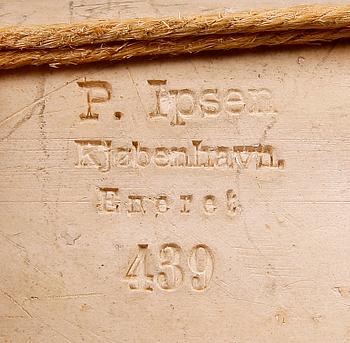 P. Ipsen
Kjøbenhavn.
Eneret
439